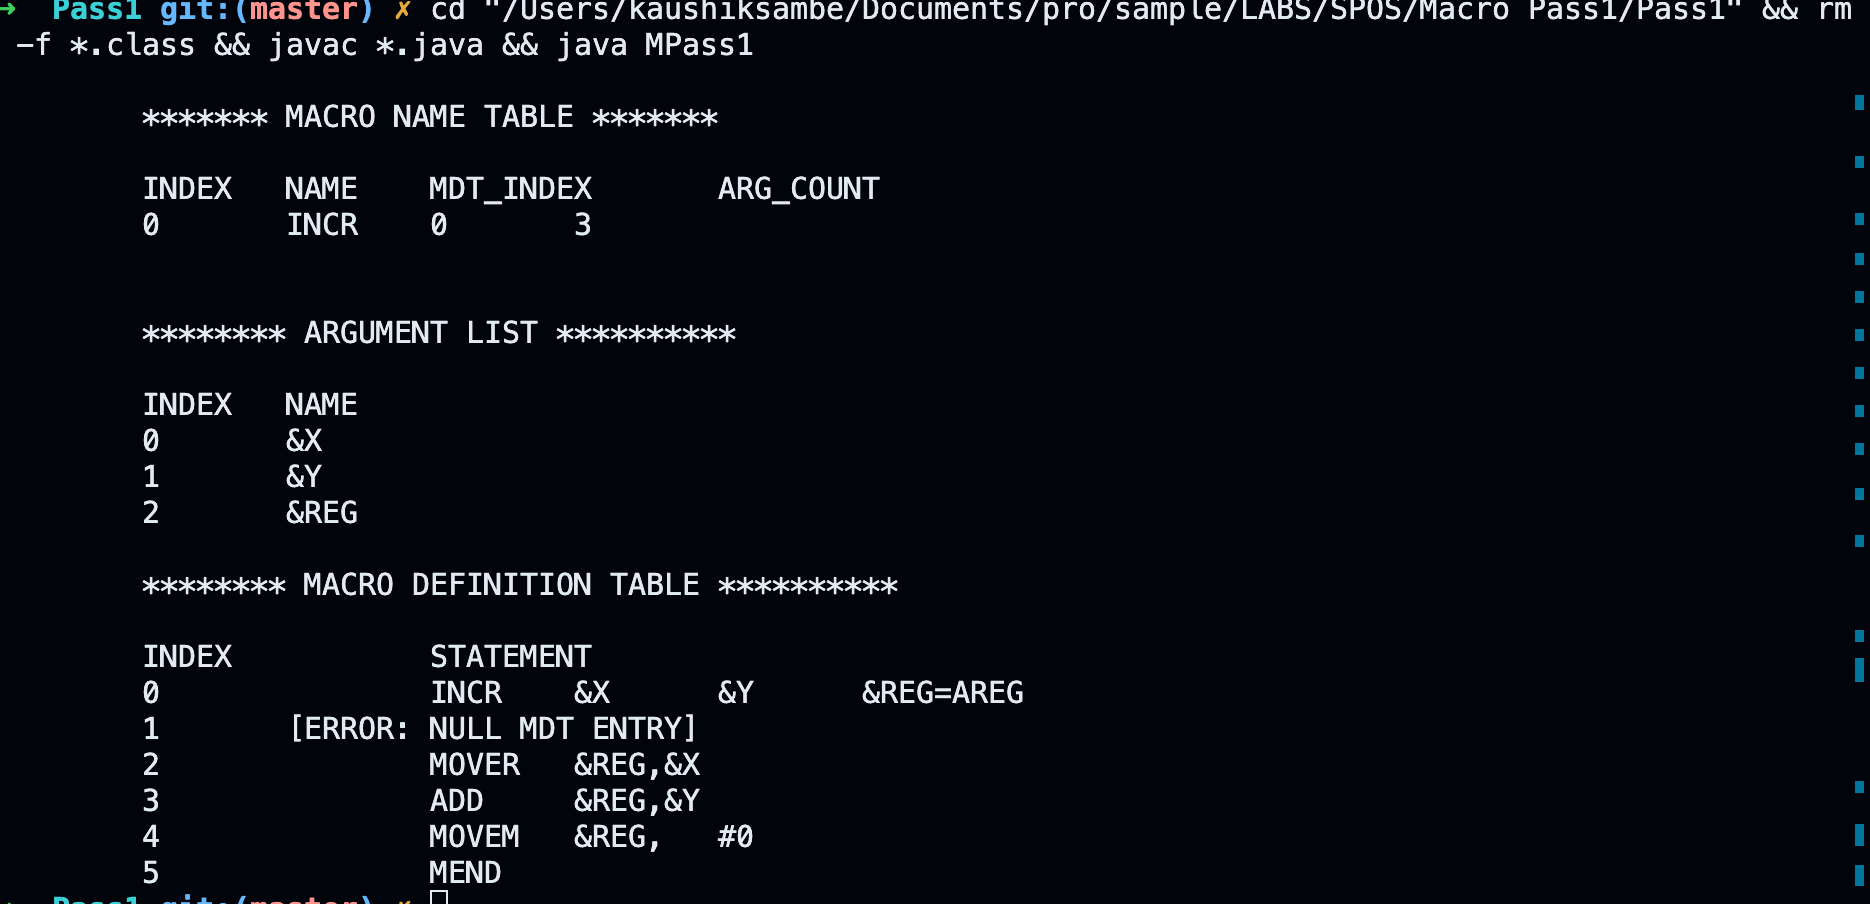 → Pass1 git:(master) ✗ cd "/Users/kaushiksambe/Documents/pro/sample/LABS/SPOS/Macro Pass1/Pass1" && rm
-f *.class && javac *.java && java MPass1
******* MACRO NAME TABLE *******
INDEX NAME MDT_INDEX ARG_COUNT
0 INCR 0 3
******** ARGUMENT LIST **********
INDEX NAME
0 &X
1 &Y
2 &REG
******** MACRO DEFINITION TABLE **********
INDEX STATEMENT
0 INCR &X &Y &REG=AREG
1 [ERROR: NULL MDT ENTRY]
2 MOVER &REG,&X
3 ADD &REG,&Y
4 MOVEM &REG, #0
5 MEND
→ Pass1 git:(master) ✗